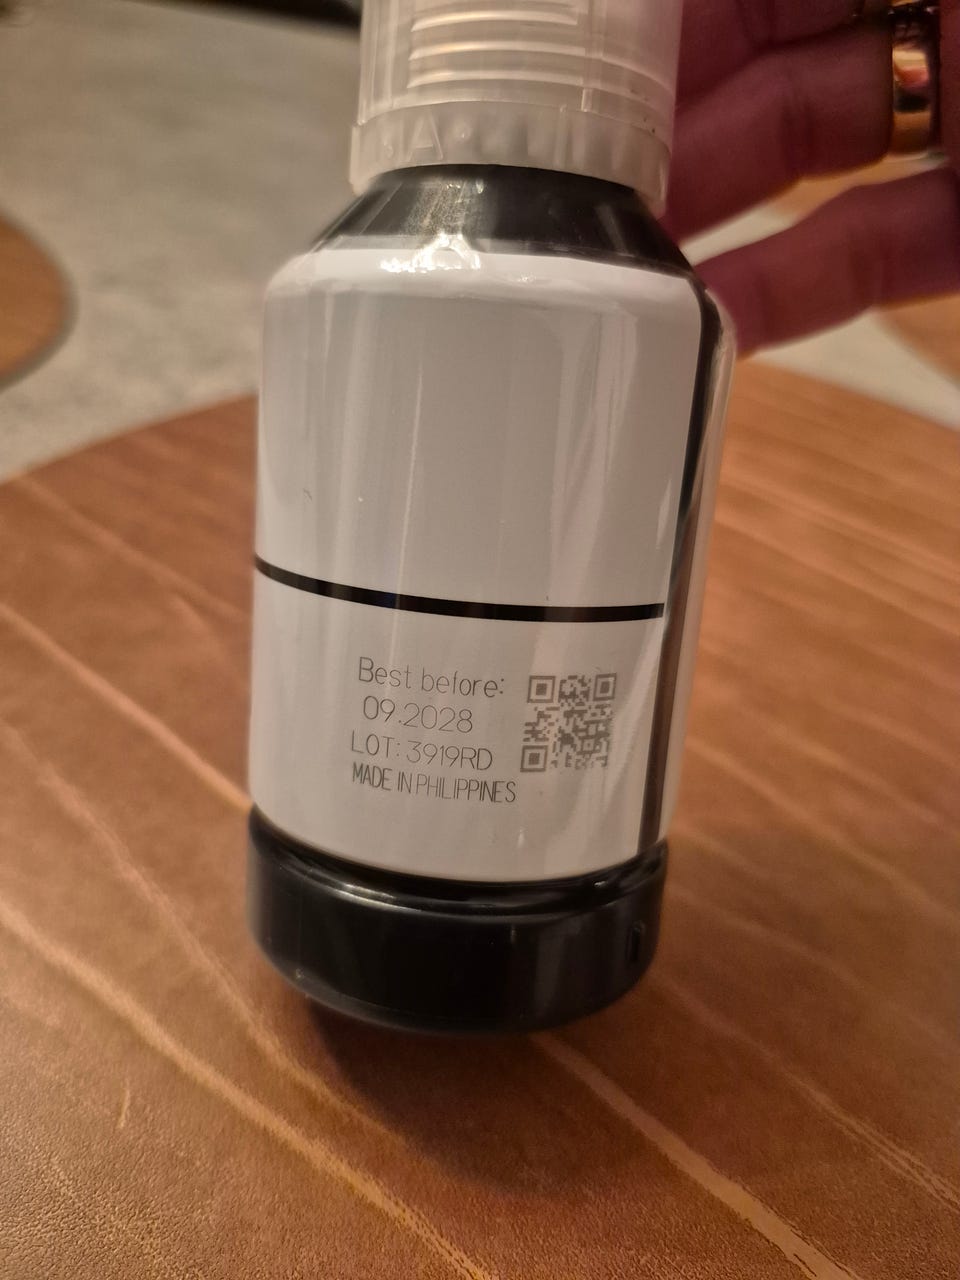 Best before:
09.2028
LOT: 3919RD
MADE IN PHILIPPINES